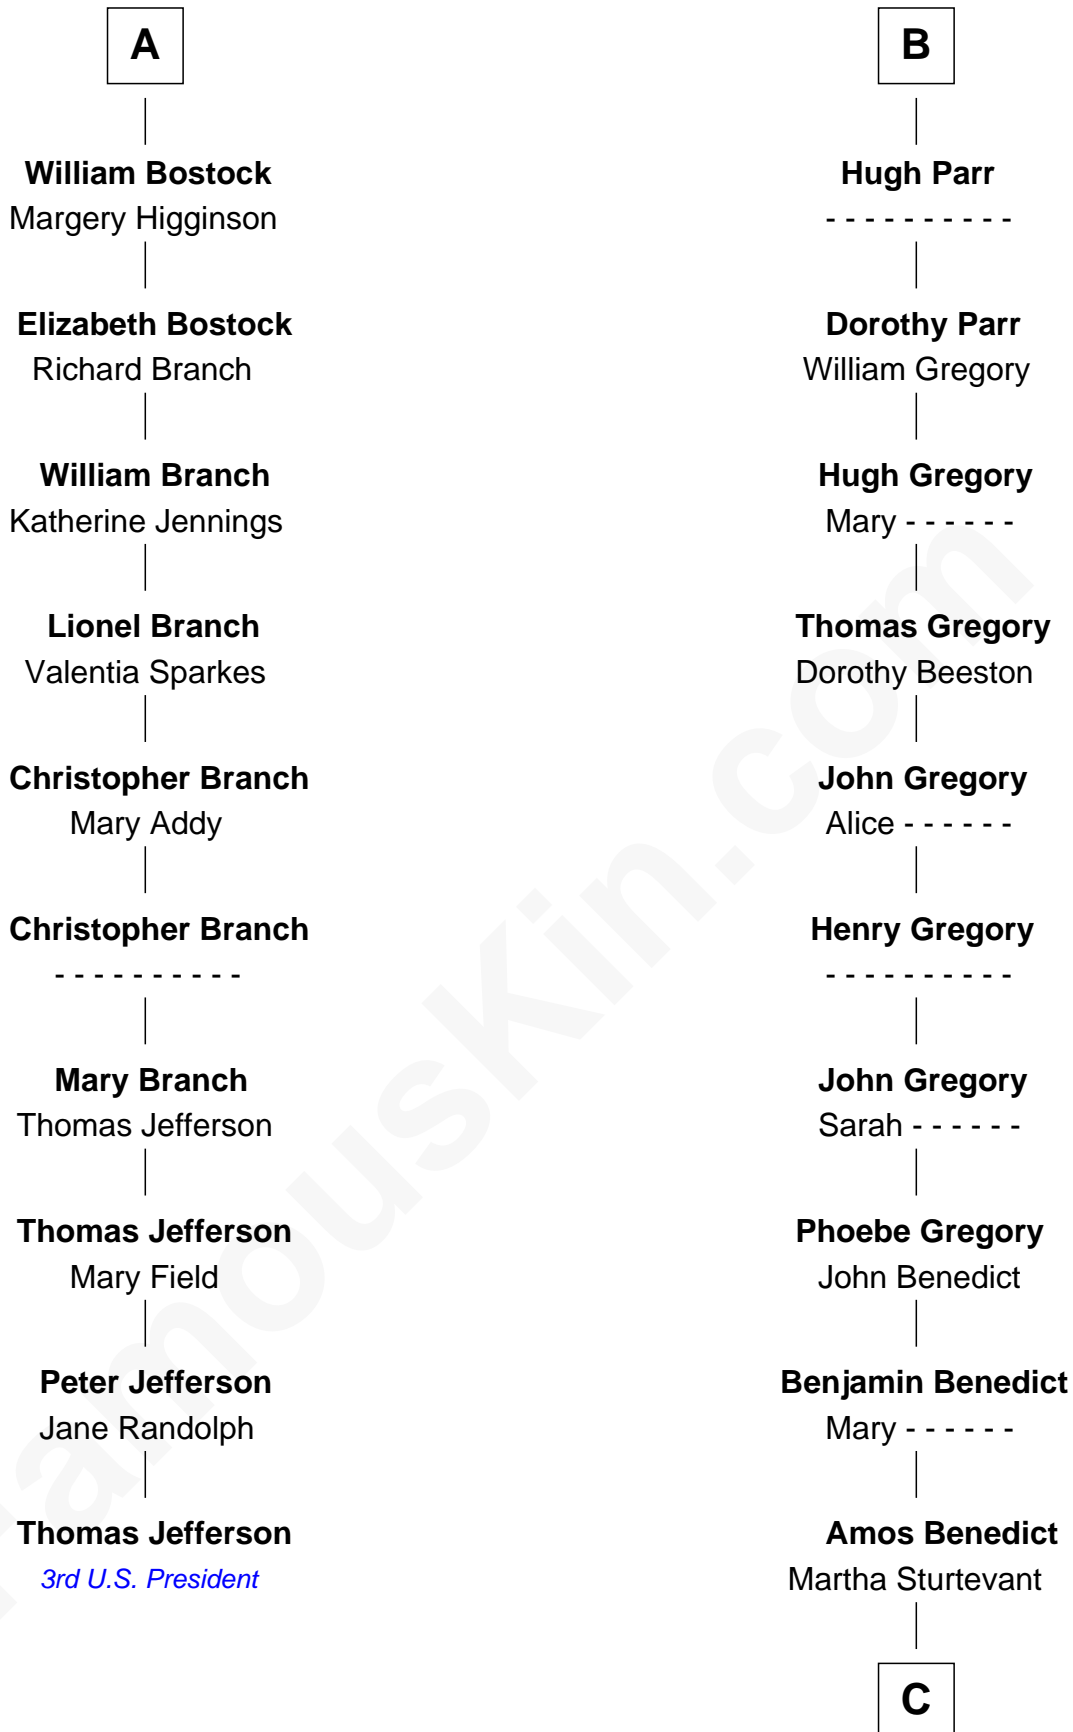 A
William Bostock
Margery Higginson
Elizabeth Bostock
Richard Branch
William Branch
Katherine Jennings
Lionel Branch
Valentia Sparkes
Christopher Branch
Mary Addy
Christopher Branch
- - - - - - - - - -
Mary Branch
Thomas Jefferson
Thomas Jefferson
Mary Field
Peter Jefferson
Jane Randolph
Thomas Jefferson
3rd U.S. President
B
Hugh Parr
- - - - - - - - - -
Dorothy Parr
William Gregory
Hugh Gregory
Mary - - - - - -
Thomas Gregory
Dorothy Beeston
John Gregory
Alice - - - - - -
Henry Gregory
- - - - - - - - - -
John Gregory
Sarah - - - - - -
Phoebe Gregory
John Benedict
Benjamin Benedict
Mary - - - - - -
Amos Benedict
Martha Sturtevant
C
FamousKin.com